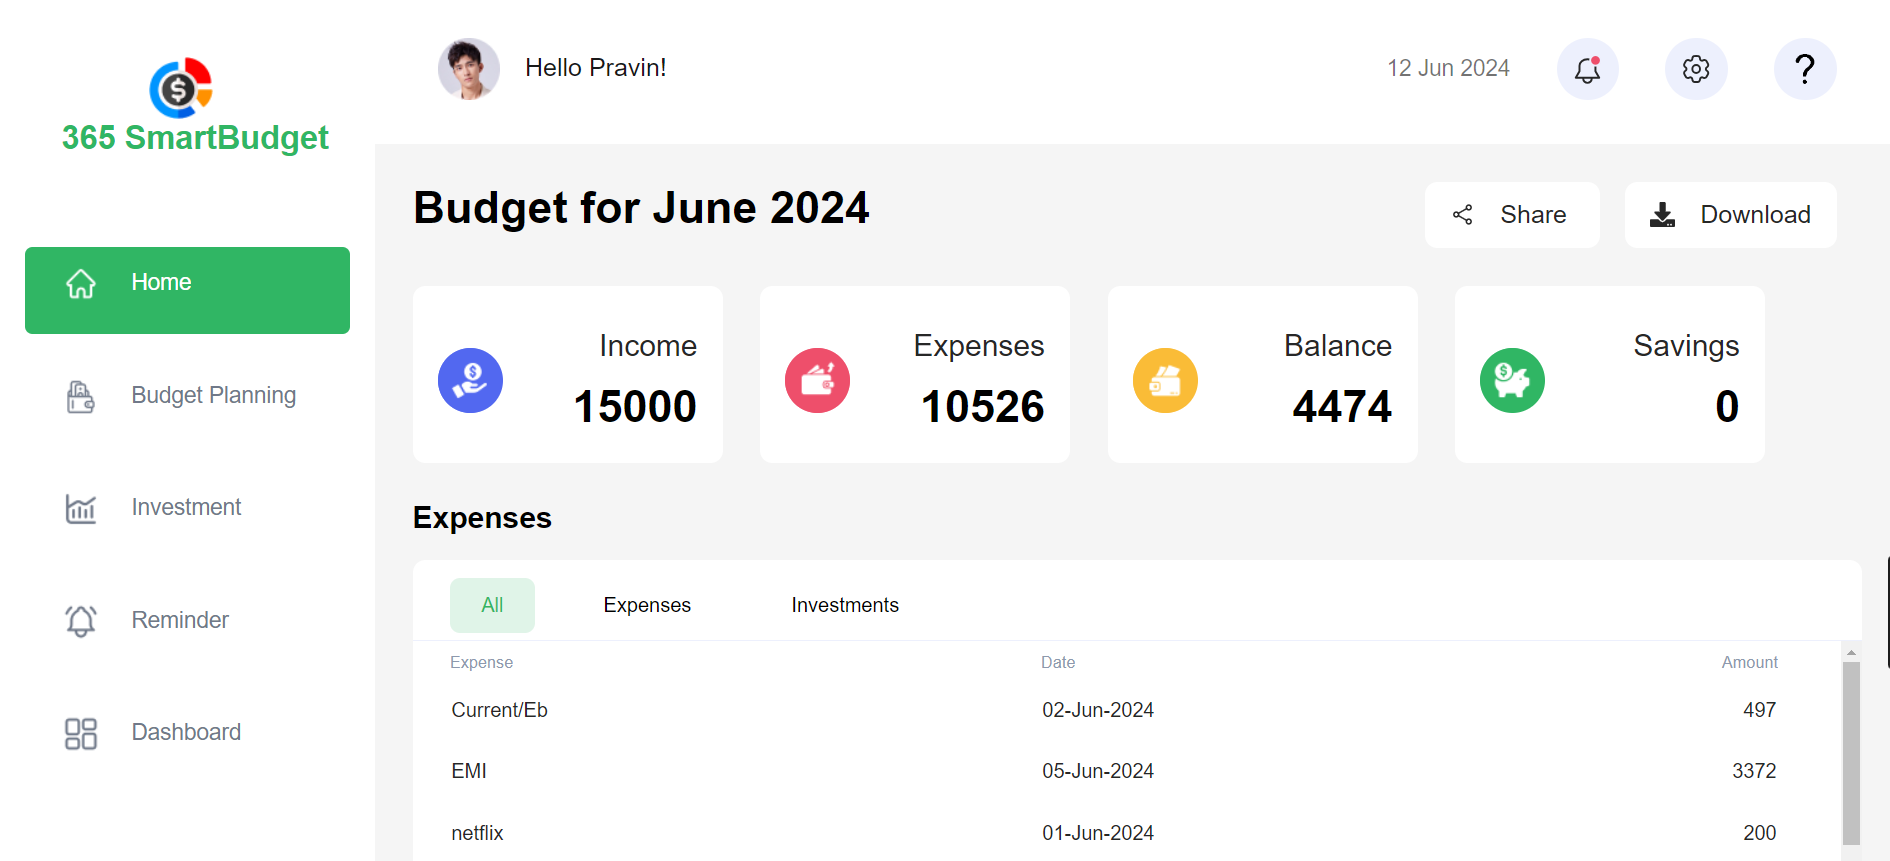 365 SmartBudget
Hello Pravin!
12 Jun 2024
?
Home
Budget Planning
Investment
Reminder
Dashboard
Budget for June 2024
Share
Download
Income
15000
Expenses
10526
Balance
4474
Savings
0
Expenses
All Expenses Investments
Expense Date Amount
Current/Eb 02-Jun-2024 497
EMI 05-Jun-2024 3372
netflix 01-Jun-2024 200